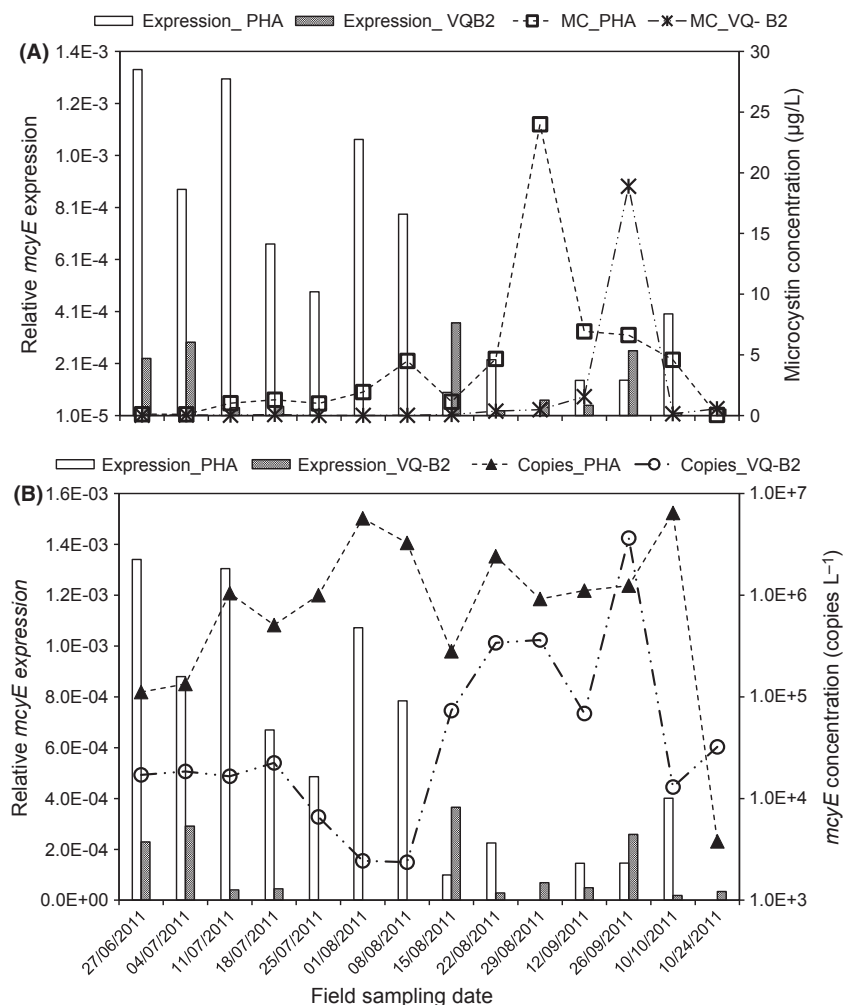 Expression_ PHA Expression_ VQB2 MC_PHA MC_VQ- B2
(A)
1.4E-3
1.2E-3
1.0E-3
8.1E-4
6.1E-4
4.1E-4
2.1E-4
1.0E-5
Relative mcyE expression
30
25
20
15
10
5
0
Microcystin concentration (µg/L)
Expression_PHA Expression_VQ-B2 Copies_PHA Copies_VQ-B2
(B)
1.6E-03
1.4E-03
1.2E-03
1.0E-03
8.0E-04
6.0E-04
4.0E-04
2.0E-04
0.0E+00
Relative mcyE expression
1.0E+7
1.0E+6
1.0E+5
1.0E+4
1.0E+3
mcyE concentration (copies L−1)
27/06/2011
04/07/2011
11/07/2011
18/07/2011
25/07/2011
01/08/2011
08/08/2011
15/08/2011
22/08/2011
29/08/2011
12/09/2011
26/09/2011
10/10/2011
10/24/2011
Field sampling date